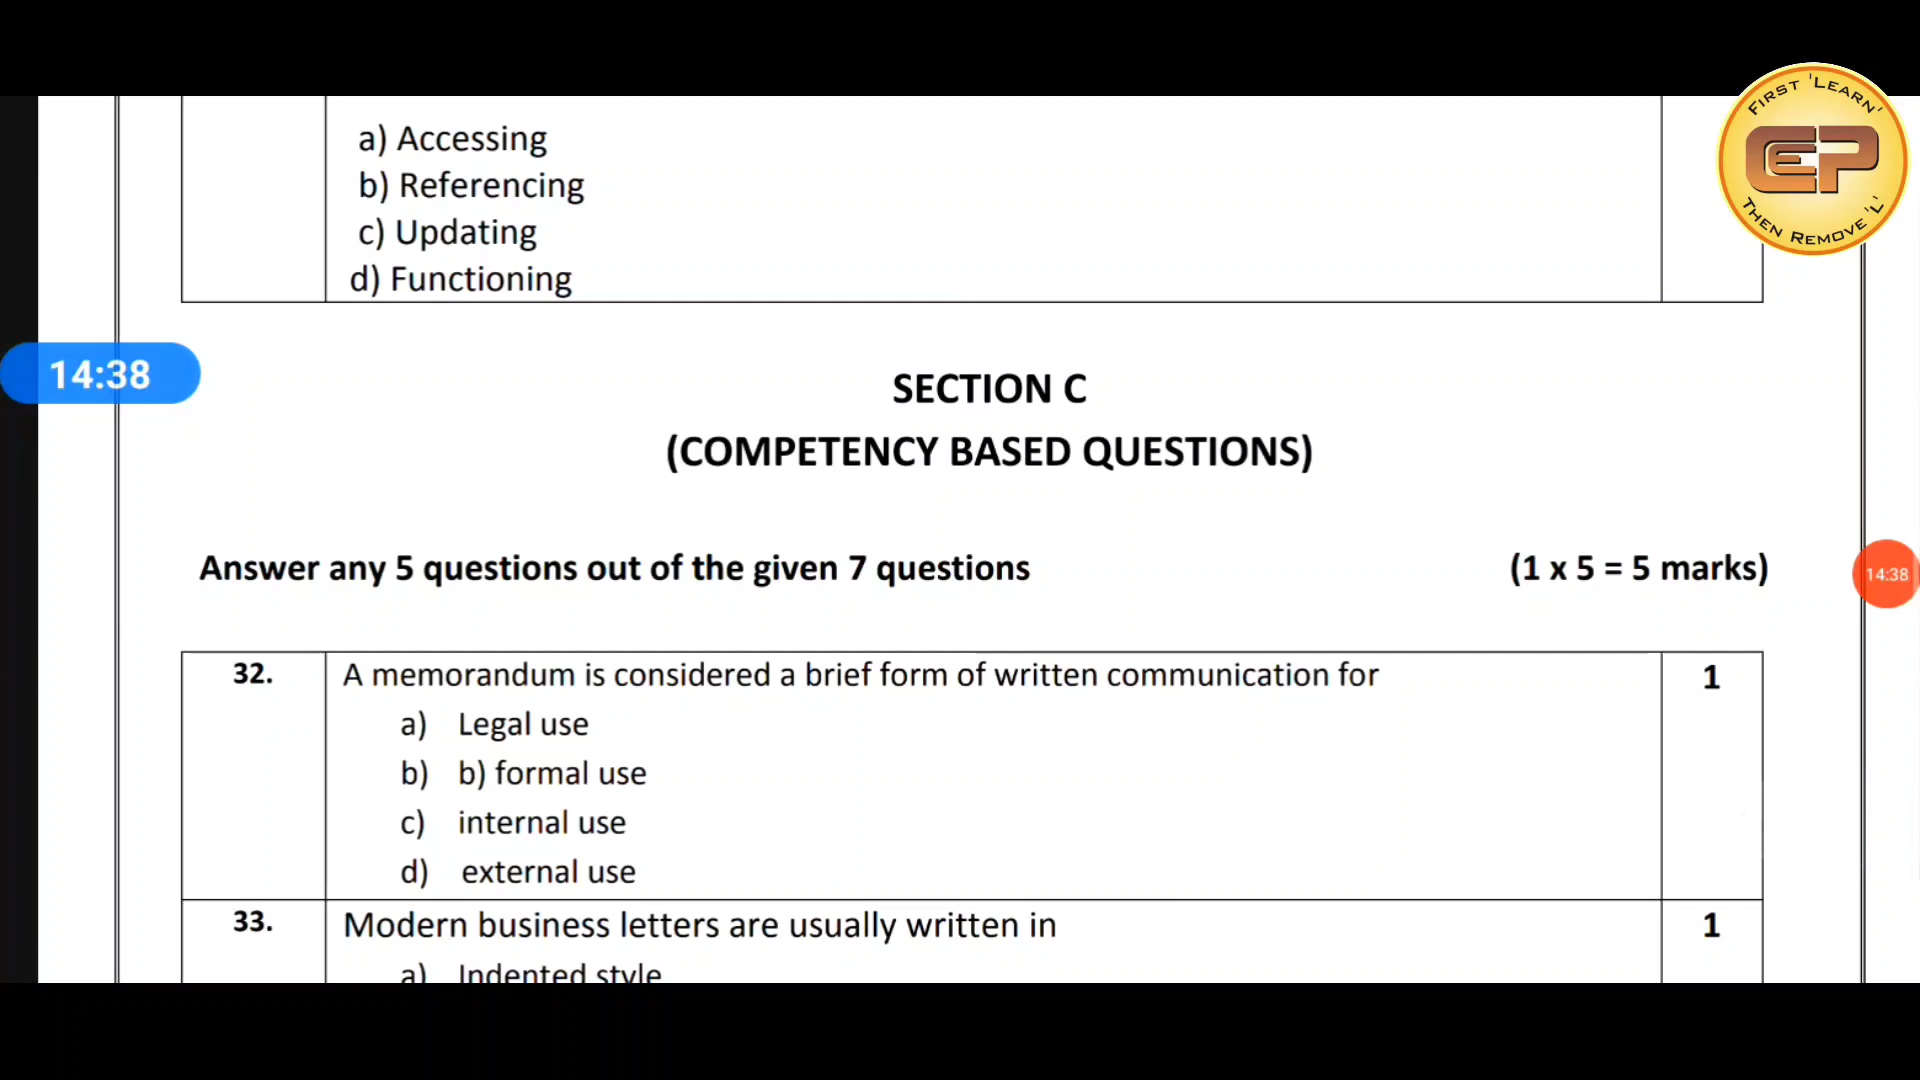 FIRST 'LEARN'
CEP
THEN REMOVE 'L'
a) Accessing
b) Referencing
c) Updating
d) Functioning
14:38
SECTION C
(COMPETENCY BASED QUESTIONS)
Answer any 5 questions out of the given 7 questions (1 x 5 = 5 marks)
14:38
32. A memorandum is considered a brief form of written communication for 1
a) Legal use
b) b) formal use
c) internal use
d) external use
33. Modern business letters are usually written in 1
a) Indented style